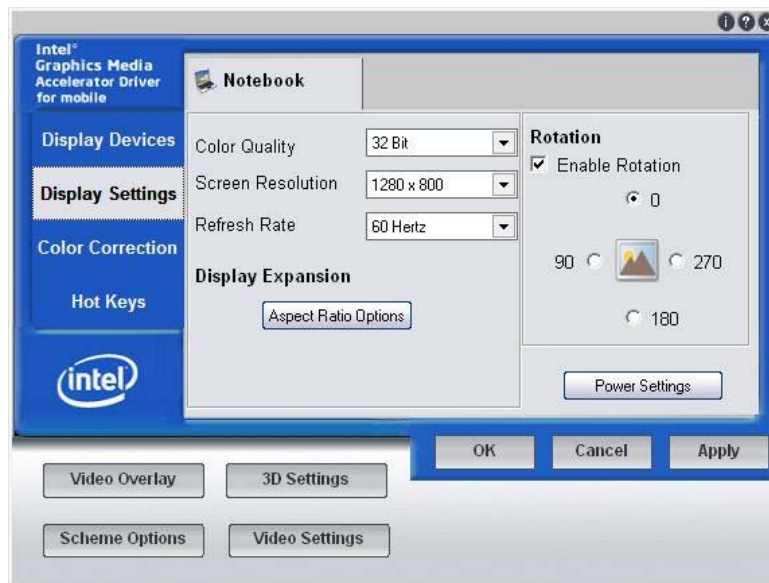 Intel®
Graphics Media
Accelerator Driver
for mobile
Notebook
Display Devices
Display Settings
Color Correction
Hot Keys
intel
Color Quality
32 Bit
Screen Resolution
1280 x 800
Refresh Rate
60 Hertz
Display Expansion
Aspect Ratio Options
Rotation
Enable Rotation
0
90
270
180
Power Settings
OK
Cancel
Apply
Video Overlay
3D Settings
Scheme Options
Video Settings